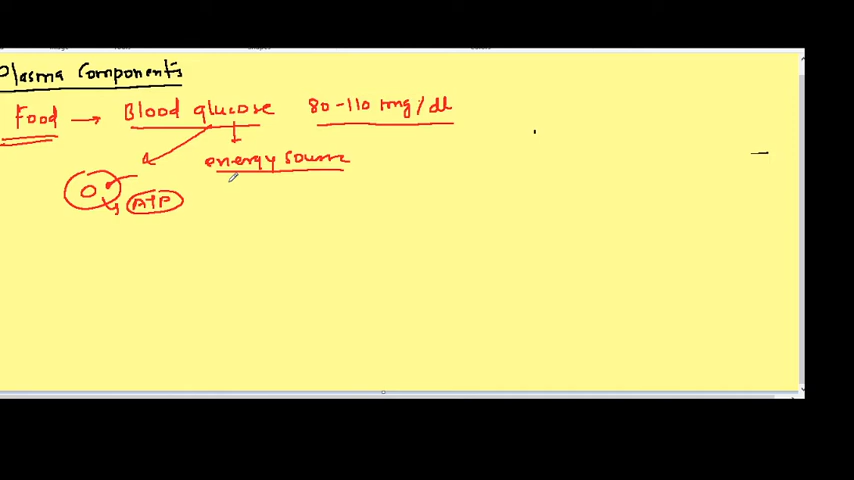 Plasma Components
Food → Blood glucose 80-110 mg/dl
energy source
ATP